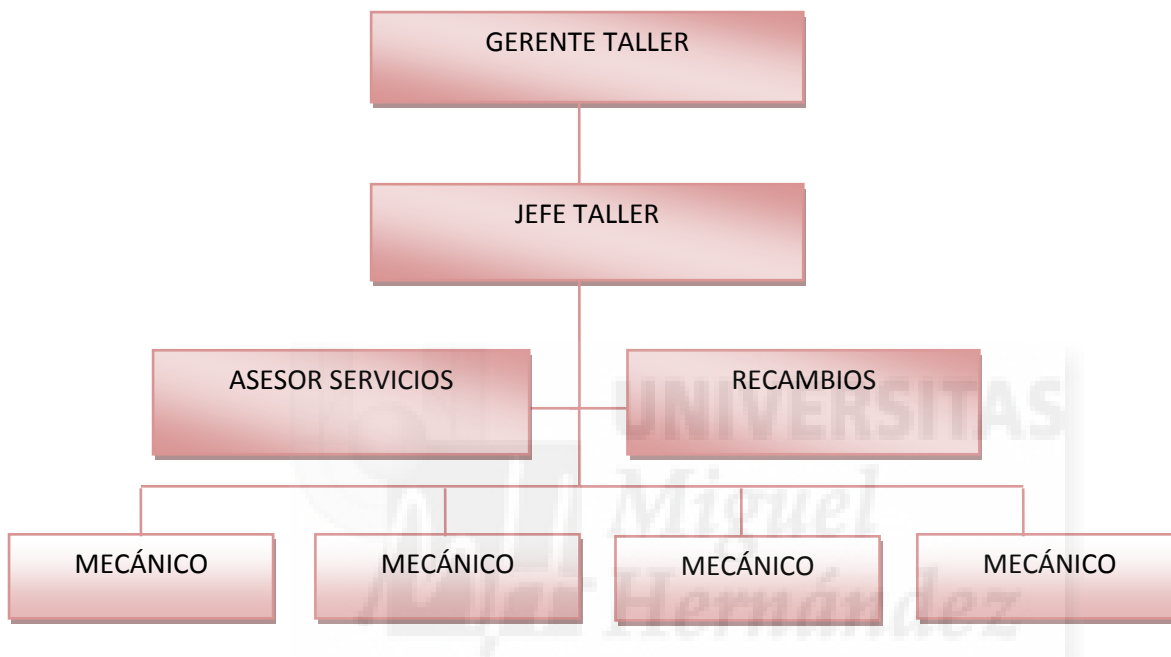 GERENTE TALLER
JEFE TALLER
ASESOR SERVICIOS
RECAMBIOS
UNIVERSITAS
Miguel
Hernández
MECÁNICO
MECÁNICO
MECÁNICO
MECÁNICO